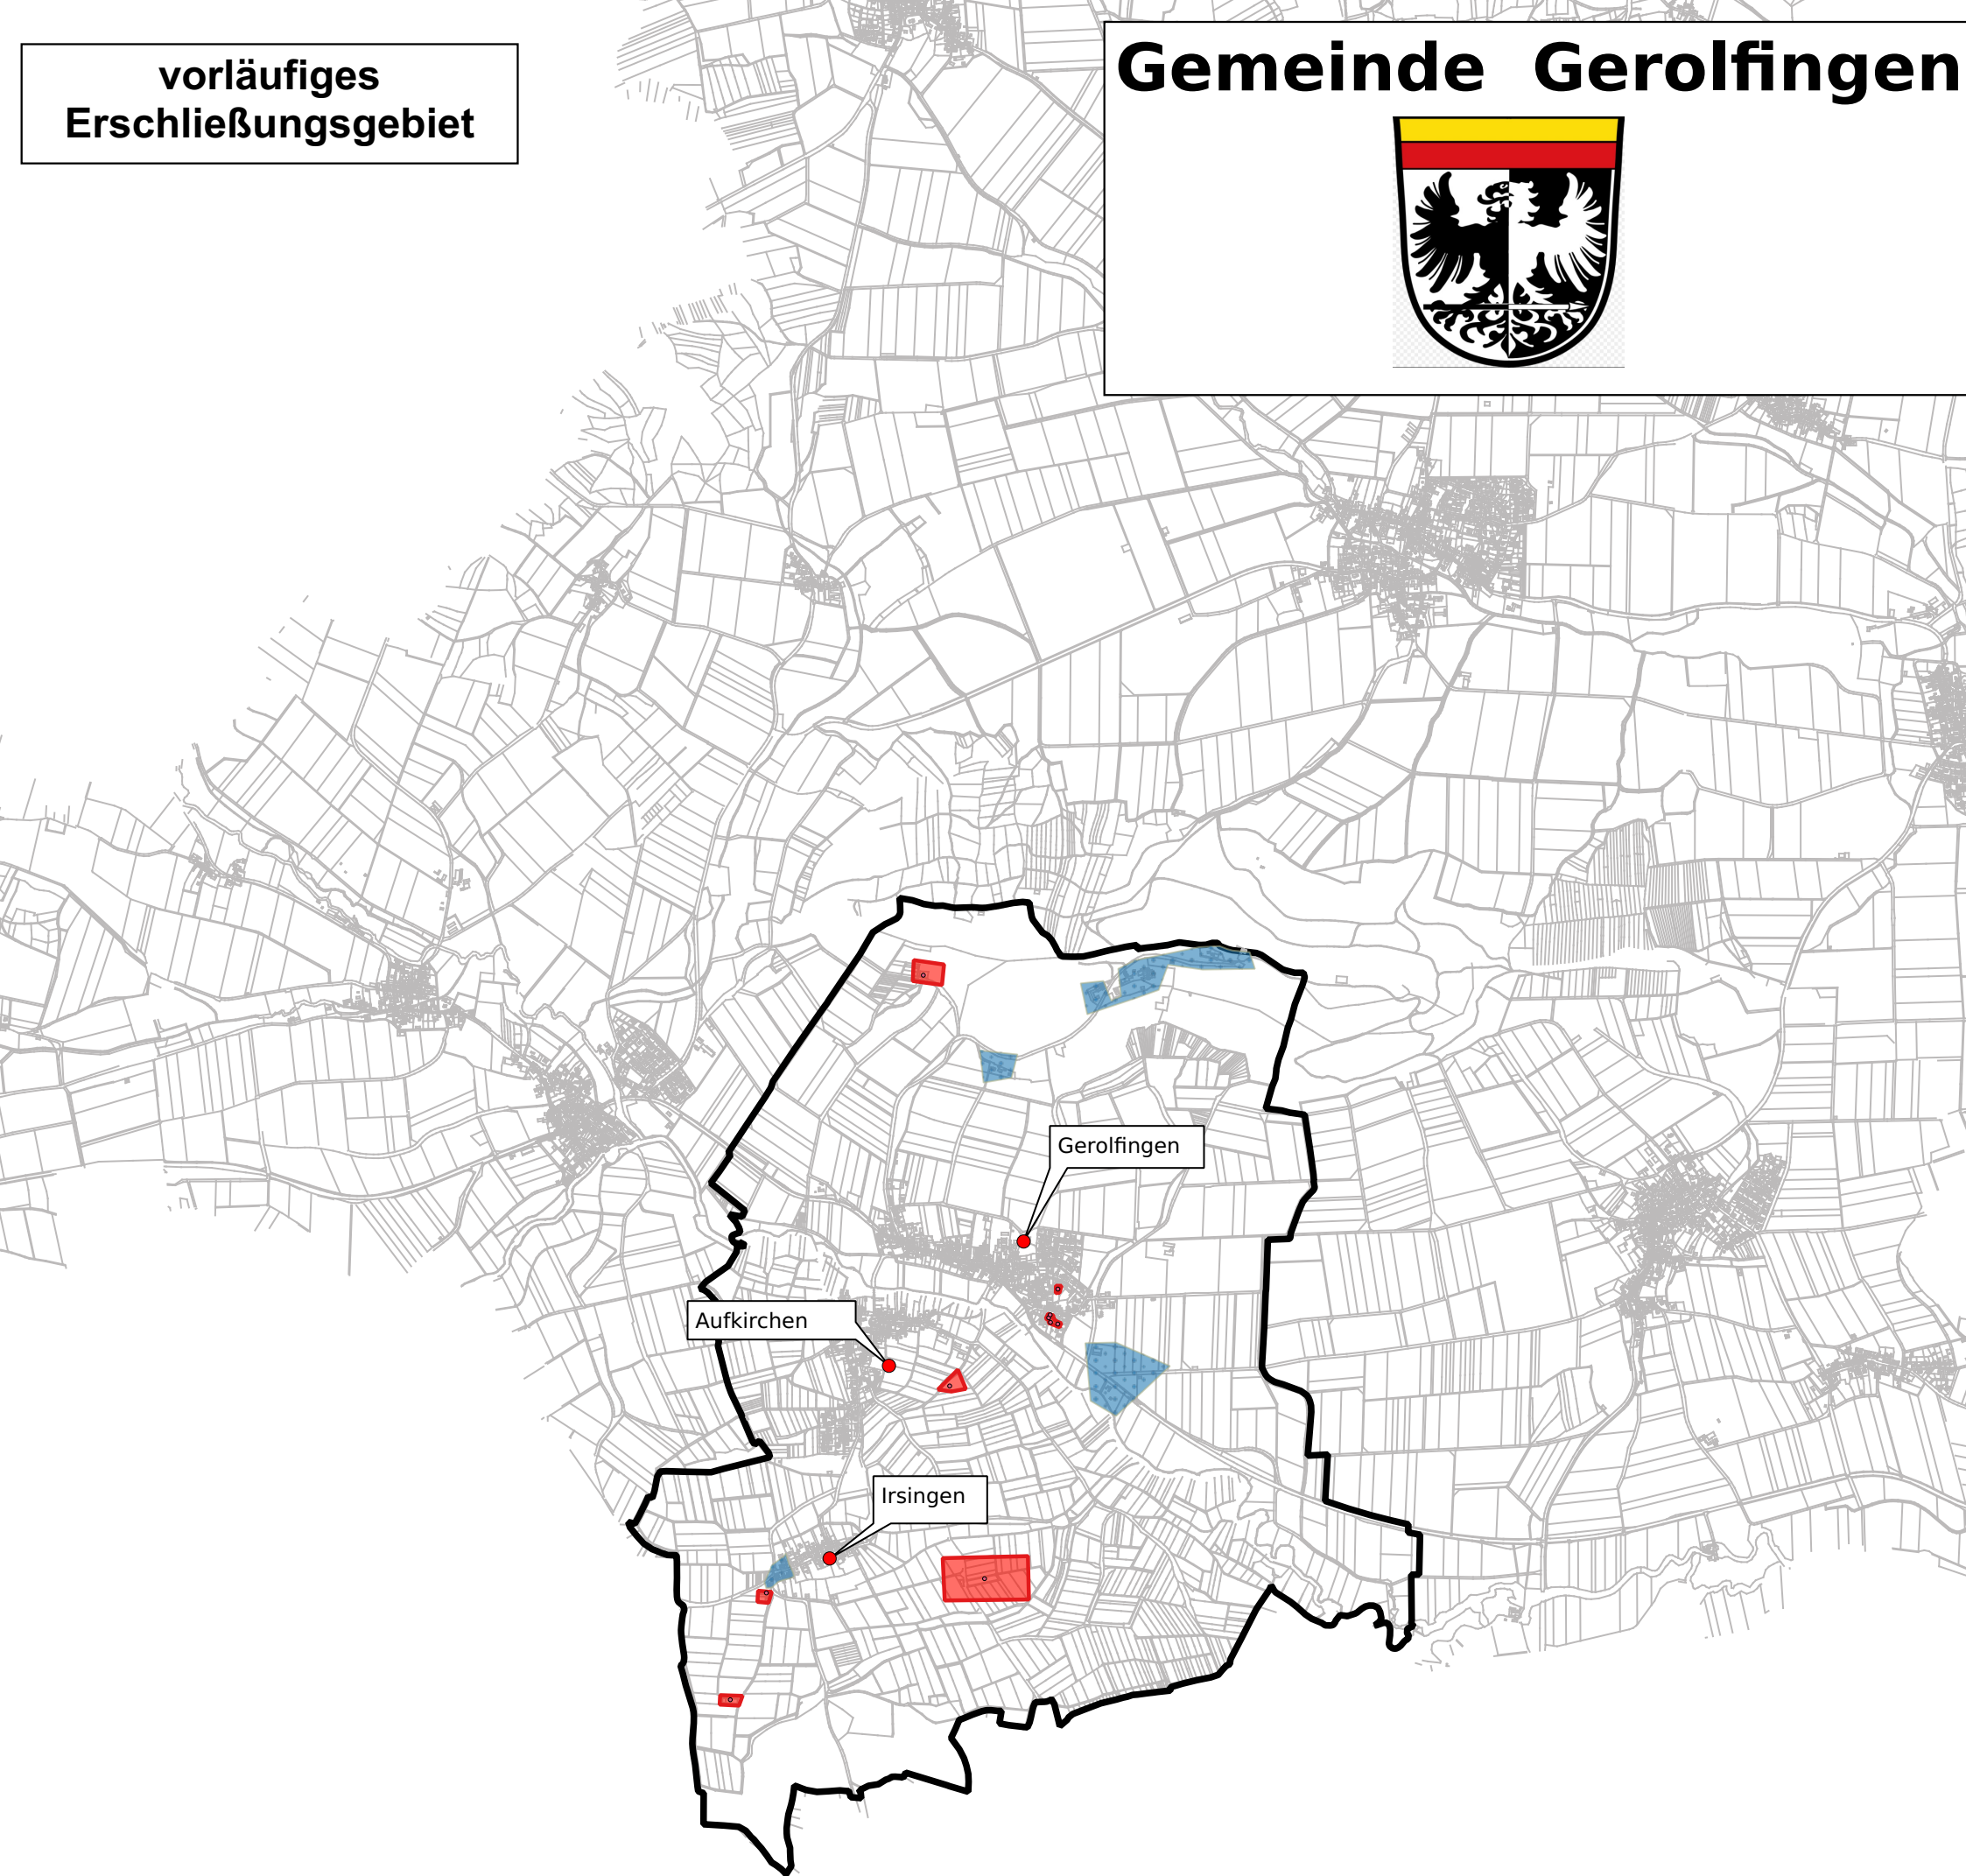 vorläufiges
Erschließungsgebiet
Gemeinde Gerolfingen
Gerolfingen
Aufkirchen
Irsingen